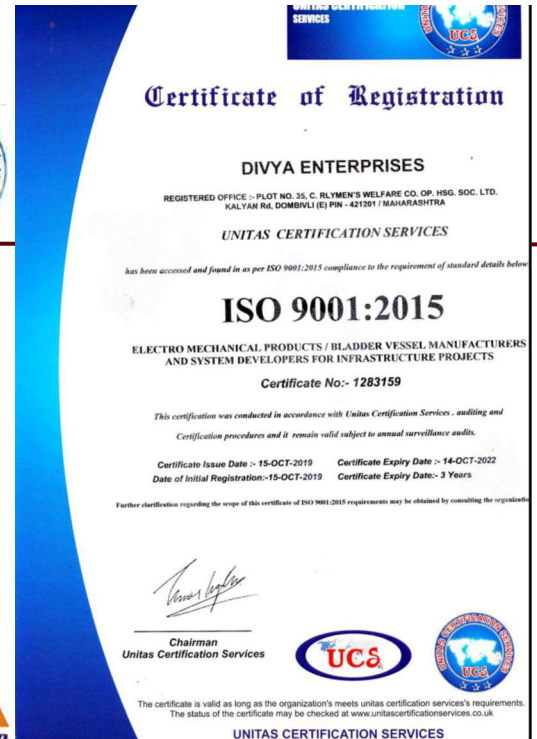 UNITAS CERTIFICATION
SERVICES
UCS
Certificate of Registration
DIVYA ENTERPRISES
REGISTERED OFFICE :- PLOT NO. 35, C. RLYMEN'S WELFARE CO. OP. HSG. SOC. LTD.
KALYAN Rd, DOMBIVLI (E) PIN - 421201 / MAHARASHTRA
UNITAS CERTIFICATION SERVICES
has been accessed and found in as per ISO 9001:2015 compliance to the requirement of standard details below
ISO 9001:2015
ELECTRO MECHANICAL PRODUCTS / BLADDER VESSEL MANUFACTURERS
AND SYSTEM DEVELOPERS FOR INFRASTRUCTURE PROJECTS
Certificate No:- 1283159
This certification was conducted in accordance with Unitas Certification Services . auditing and
Certification procedures and it remain valid subject to annual surveillance audits.
Certificate Issue Date :- 15-OCT-2019 Certificate Expiry Date :- 14-OCT-2022
Date of Initial Registration:-15-OCT-2019 Certificate Expiry Date:- 3 Years
Further clarification regarding the scope of this certificate of ISO 9001:2015 requirements may be obtained by consulting the organizatio
Chairman
Unitas Certification Services
UCS
UNITAS CERTIFICATION SERVICES
UCS
The certificate is valid as long as the organization's meets unitas certification services's requirements.
The status of the certificate may be checked at www.unitascertificationservices.co.uk
UNITAS CERTIFICATION SERVICES